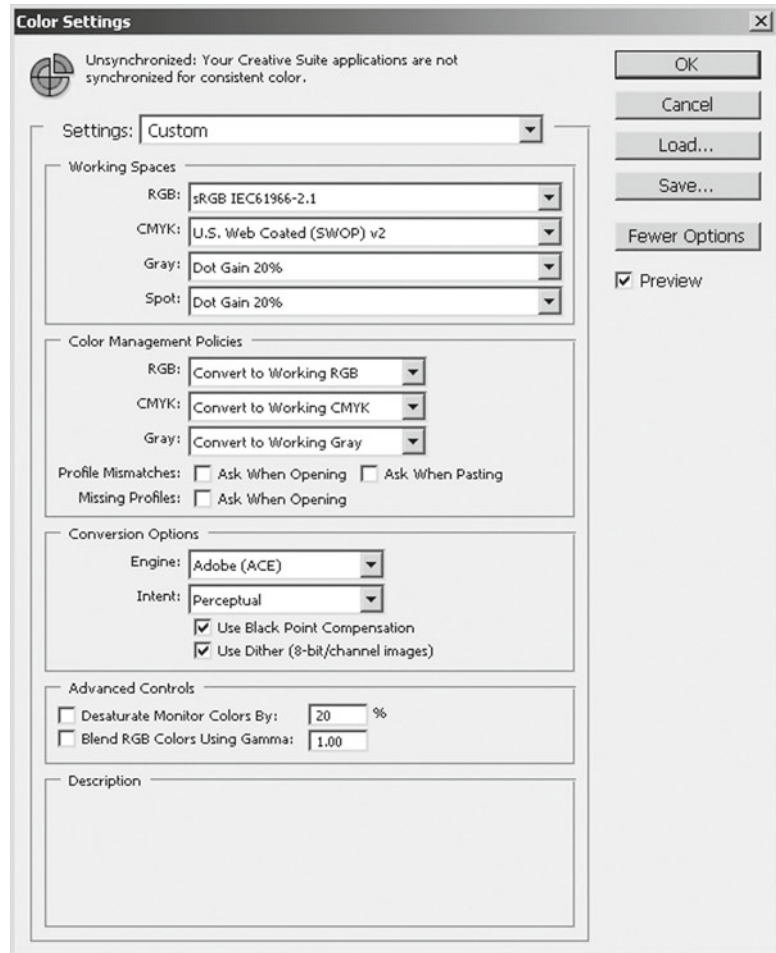 Color Settings
Unsynchronized: Your Creative Suite applications are not
synchronized for consistent color.
OK
Cancel
Load...
Save...
Fewer Options
Preview
Settings: Custom
Working Spaces
RGB: sRGB IEC61966-2.1
CMYK: U.S. Web Coated (SWOP) v2
Gray: Dot Gain 20%
Spot: Dot Gain 20%
Color Management Policies
RGB: Convert to Working RGB
CMYK: Convert to Working CMYK
Gray: Convert to Working Gray
Profile Mismatches: Ask When Opening Ask When Pasting
Missing Profiles: Ask When Opening
Conversion Options
Engine: Adobe (ACE)
Intent: Perceptual
Use Black Point Compensation
Use Dither (8-bit/channel images)
Advanced Controls
Desaturate Monitor Colors By: 20 %
Blend RGB Colors Using Gamma: 1.00
Description